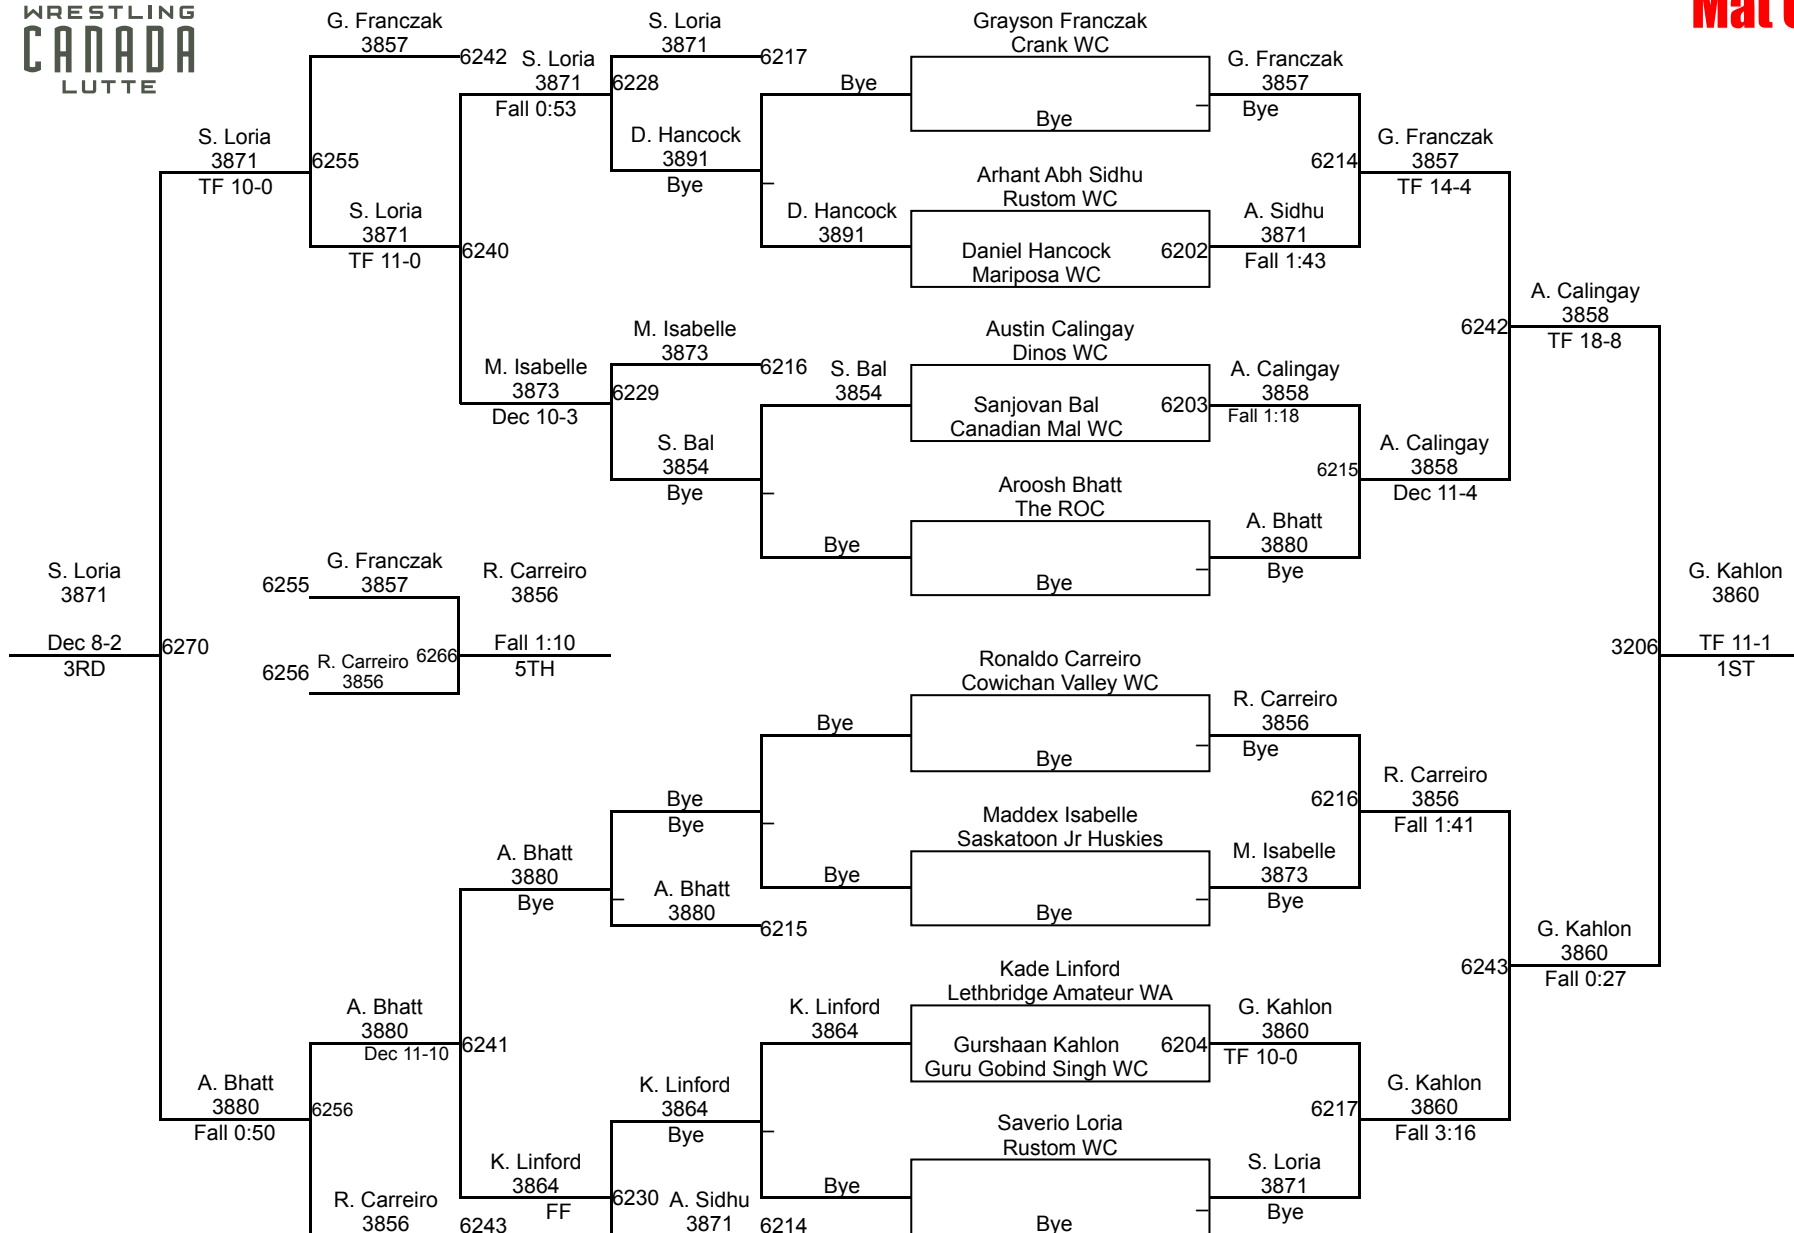 WRESTLING
CANADA
LUTTE
G. Franczak
3857
6242
S. Loria
3871
Fall 0:53
S. Loria
3871
6217
6228
Bye
Grayson Franczak
Crank WC
Bye
G. Franczak
3857
Bye
S. Loria
3871
TF 10-0
6255
D. Hancock
3891
Bye
Arhant Abh Sidhu
Rustom WC
6214
G. Franczak
3857
TF 14-4
S. Loria
3871
TF 11-0
6240
D. Hancock
3891
Daniel Hancock
Mariposa WC
6202
A. Sidhu
3871
Fall 1:43
A. Calingay
3858
TF 18-8
6242
M. Isabelle
3873
6216
Austin Calingay
Dinos WC
M. Isabelle
3873
Dec 10-3
6229
S. Bal
3854
Sanjovan Bal
Canadian Mal WC
6203
A. Calingay
3858
Fall 1:18
S. Bal
3854
Bye
Aroosh Bhatt
The ROC
6215
A. Calingay
3858
Dec 11-4
Bye
Bye
A. Bhatt
3880
Bye
S. Loria
3871
Dec 8-2
3RD
6270
6255
G. Franczak
3857
R. Carreiro
3856
6256
R. Carreiro
3856
6266
Fall 1:10
5TH
G. Kahlon
3860
3206
TF 11-1
1ST
Ronaldo Carreiro
Cowichan Valley WC
Bye
Bye
R. Carreiro
3856
Bye
Bye
Bye
Maddex Isabelle
Saskatoon Jr Huskies
6216
R. Carreiro
3856
Fall 1:41
A. Bhatt
3880
Bye
A. Bhatt
3880
6215
Bye
Bye
M. Isabelle
3873
Bye
G. Kahlon
3860
Fall 0:27
6243
Kade Linford
Lethbridge Amateur WA
A. Bhatt
3880
Dec 11-10
6241
K. Linford
3864
Gurshaan Kahlon
Guru Gobind Singh WC
6204
G. Kahlon
3860
TF 10-0
A. Bhatt
3880
Fall 0:50
6256
K. Linford
3864
Bye
Saverio Loria
Rustom WC
6217
G. Kahlon
3860
Fall 3:16
K. Linford
3864
FF
6230
Bye
Bye
S. Loria
3871
Bye
R. Carreiro
3856
6243
A. Sidhu
3871
6214